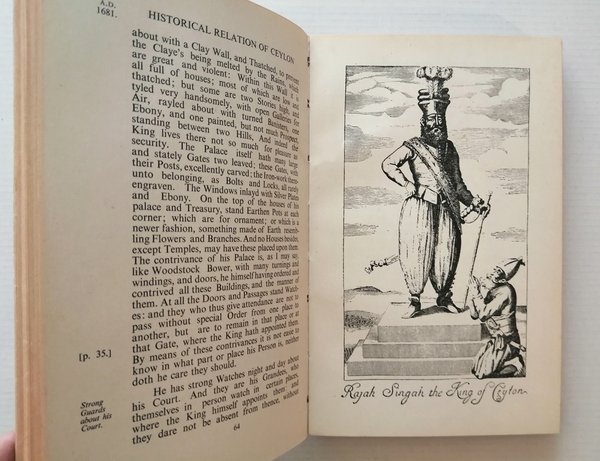 A.D.
1681.
HISTORICAL RELATION OF CEYLON
about with a Clay Wall, and Thatched, to prevent
the Claye's being melted by the Rains, which
are great and violent: Within this Wall it is
all full of houses; most of which are low and
thatched; but some are two Stories high, and
tyled very handsomely, with open Galleries for
Air, rayled about with turned Banisters, one
Ebony, and one painted, but not much Prospect,
standing between two Hills, And indeed the
King lives there not so much for pleasure as
security. The Palace itself hath many large
and stately Gates two leaved; these Gates, with
their Posts, excellently carved; the Iron-work there-
unto belonging, as Bolts and Locks, all rarely
engraven. The Windows inlayd with Silver Plates
and Ebony. On the top of the houses of his
palace and Treasury, stand Earthen Pots at each
corner; which are for ornament; or which is a
newer fashion, something made of Earth resemb-
ling Flowers and Branches. And no Houses besides,
except Temples, may have these placed upon them.
The contrivance of his Palace is, as I may say,
like Woodstock Bower, with many turnings and
windings, and doors, he himself having ordered and
contrived all these Buildings, and the manner of
them. At all the Doors and Passages stand Watch-
es: and they who thus give attendance are not to
pass without special Order from one place to
another, but are to remain in that place or at
that Gate, where the King hath appointed them.
[p. 35.] By means of these contrivances it is not easie to
know in what part or place his Person is, neither
doth he care they should.
Strong
Guards
about his
Court.
He has strong Watches night and day about
his Court. And they are his Grandees, who
themselves in person watch in certain places,
where the King himself appoints them: and
they dare not be absent from thence, without
64
Rajah Singah the King of Ceylon